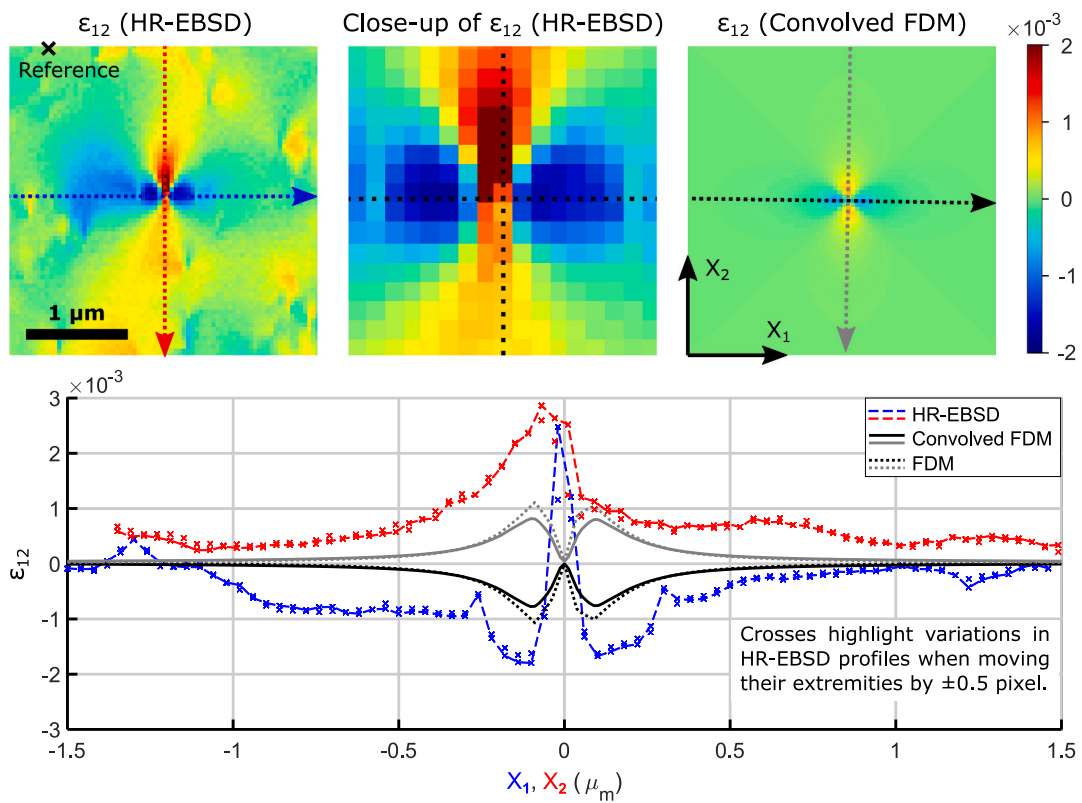 ε₁₂ (HR-EBSD)
Close-up of ε₁₂ (HR-EBSD)
ε₁₂ (Convolved FDM)
×10⁻³
Reference
1 µm
X₂
X₁
2
1
0
-1
-2
×10⁻³
3
2
1
0
-1
-2
-3
ε₁₂
HR-EBSD
Convolved FDM
FDM
Crosses highlight variations in
HR-EBSD profiles when moving
their extremities by ±0.5 pixel.
-1.5 -1 -0.5 0 0.5 1 1.5
X₁, X₂ (μₘ)